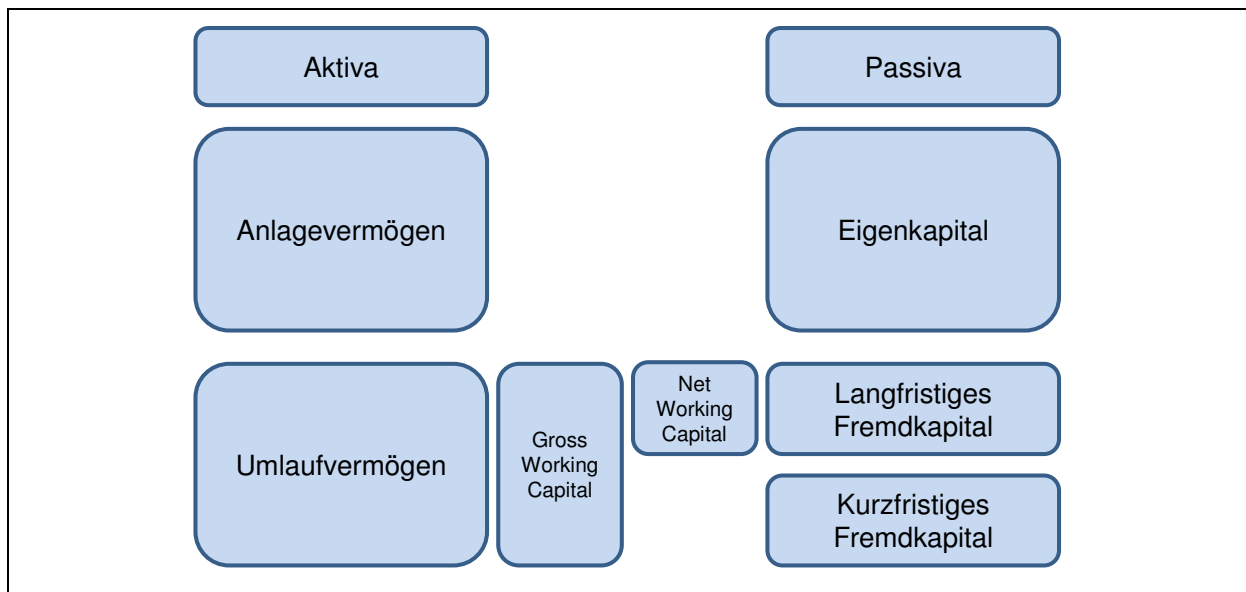 Aktiva
Passiva
Anlagevermögen
Eigenkapital
Umlaufvermögen
Gross
Working
Capital
Net
Working
Capital
Langfristiges
Fremdkapital
Kurzfristiges
Fremdkapital